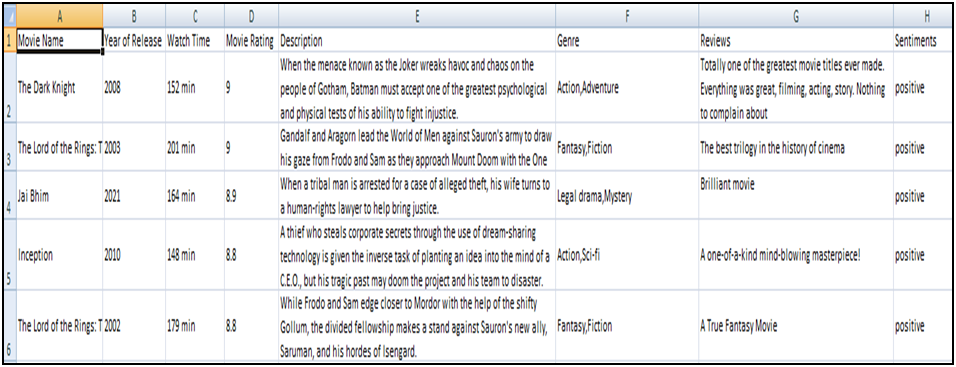 A B C D E F G H
1 Movie Name Year of Release Watch Time Movie Rating Description Genre Reviews Sentiments
When the menace known as the Joker wreaks havoc and chaos on the
people of Gotham, Batman must accept one of the greatest psychological
and physical tests of his ability to fight injustice.
2 The Dark Knight 2008 152 min 9 Action,Adventure
Totally one of the greatest movie titles ever made.
Everything was great, filming, acting, story. Nothing
to complain about
positive
Gandalf and Aragorn lead the World of Men against Sauron's army to draw
his gaze from Frodo and Sam as they approach Mount Doom with the One
3 The Lord of the Rings: T 2003 201 min 9 Fantasy,Fiction The best trilogy in the history of cinema positive
When a tribal man is arrested for a case of alleged theft, his wife turns to
a human-rights lawyer to help bring justice.
4 Jai Bhim 2021 164 min 8.9 Legal drama,Mystery Brilliant movie positive
A thief who steals corporate secrets through the use of dream-sharing
technology is given the inverse task of planting an idea into the mind of a
C.E.O., but his tragic past may doom the project and his team to disaster.
5 Inception 2010 148 min 8.8 Action,Sci-fi A one-of-a-kind mind-blowing masterpiece! positive
While Frodo and Sam edge closer to Mordor with the help of the shifty
Gollum, the divided fellowship makes a stand against Sauron's new ally,
Saruman, and his hordes of Isengard.
6 The Lord of the Rings: T 2002 179 min 8.8 Fantasy,Fiction A True Fantasy Movie positive